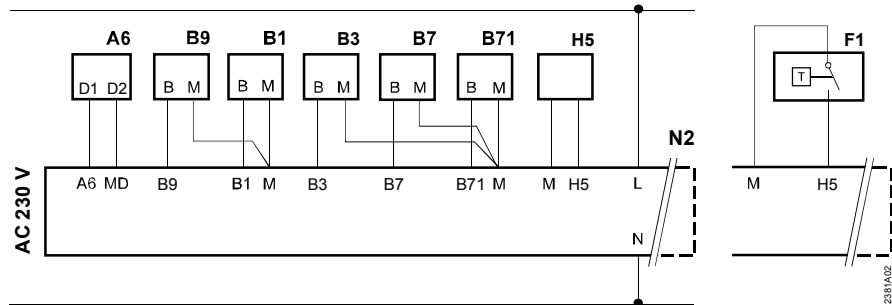 A6 B9 B1 B3 B7 B71 H5 F1
D1 D2 B M B M B M B M B M T
N2
A6 MD B9 B1 M B3 B7 B71 M M H5 L M H5
AC 230 V
N
2381A02